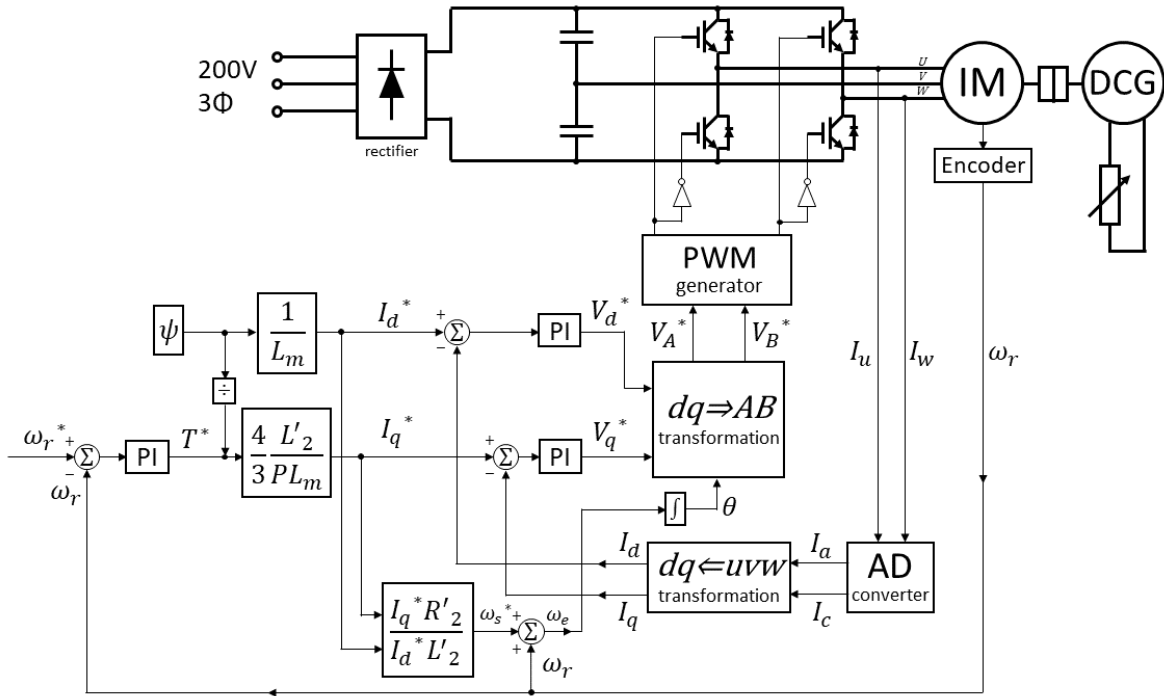 200V
3Φ
rectifier
U
V
W
IM
DCG
Encoder
PWM
generator
ψ
1
L_m
I_d^*
+
−
Σ
PI
V_d^*
V_A^*
V_B^*
I_u
I_w
ω_r
÷
dq⇒AB
transformation
ω_r^*
+
−
Σ
ω_r
PI
T^*
4
3
L'_2
PL_m
I_q^*
+
−
Σ
PI
V_q^*
∫
θ
I_d
I_q
dq⇐uvw
transformation
I_a
I_c
AD
converter
I_q^* R'_2
I_d^* L'_2
ω_s^*
+
+
Σ
ω_e
ω_r